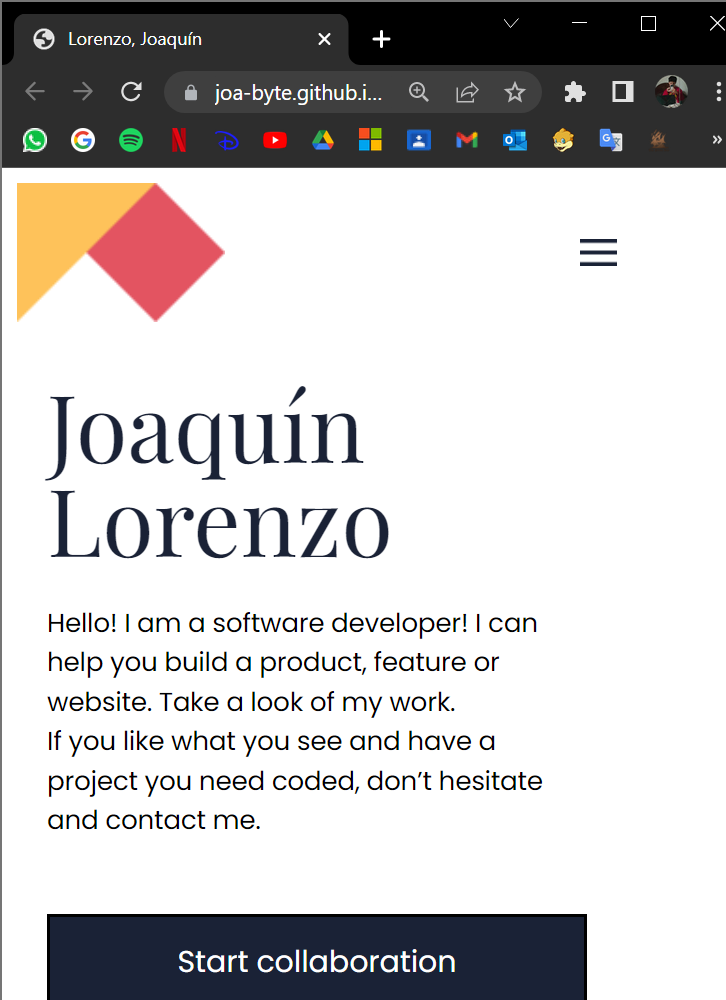 Lorenzo, Joaquín
joa-byte.github.i...
Joaquín
Lorenzo
Hello! I am a software developer! I can
help you build a product, feature or
website. Take a look of my work.
If you like what you see and have a
project you need coded, don’t hesitate
and contact me.
Start collaboration